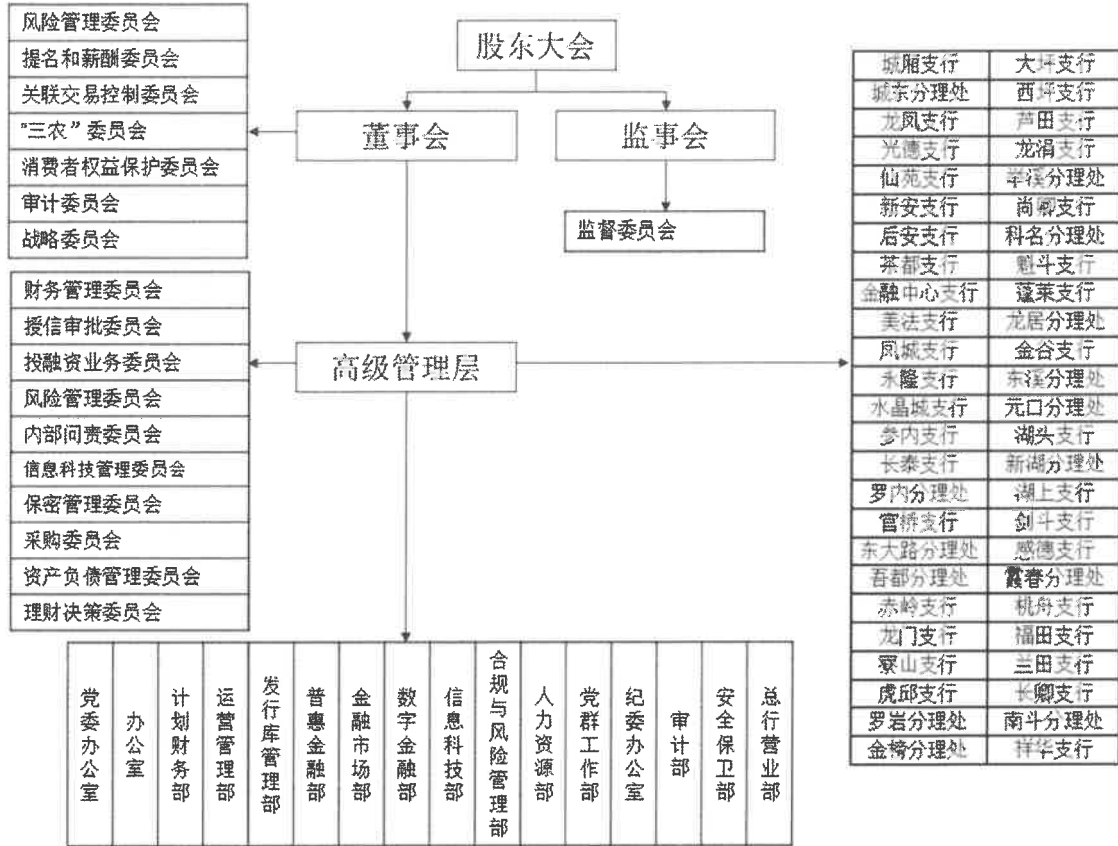 风险管理委员会
提名和薪酬委员会
关联交易控制委员会
“三农”委员会
消费者权益保护委员会
审计委员会
战略委员会
股东大会
董事会
监事会
监督委员会
财务管理委员会
授信审批委员会
投融资业务委员会
风险管理委员会
内部问责委员会
信息科技管理委员会
保密管理委员会
采购委员会
资产负债管理委员会
理财决策委员会
高级管理层
城厢支行 大坪支行
城东分理处 西坪支行
龙凤支行 芦田支行
光德支行 龙涓支行
仙苑支行 举溪分理处
新安支行 尚卿支行
后安支行 科名分理处
茶都支行 魁斗支行
金融中心支行 蓬莱支行
美法支行 龙居分理处
凤城支行 金谷支行
永隆支行 东溪分理处
水晶城支行 元口分理处
参内支行 湖头支行
长泰支行 新湖分理处
罗内分理处 湖上支行
官桥支行 剑斗支行
东大路分理处 感德支行
吾都分理处 霞春分理处
赤岭支行 桃舟支行
龙门支行 福田支行
寮山支行 兰田支行
虎邱支行 长卿支行
罗岩分理处 南斗分理处
金榜分理处 祥华支行
党委办公室
办公室
计划财务部
运营管理部
发行库管理部
普惠金融部
金融市场部
数字金融部
信息科技部
合规与风险管理部
人力资源部
党群工作部
纪委办公室
审计部
安全保卫部
总行营业部